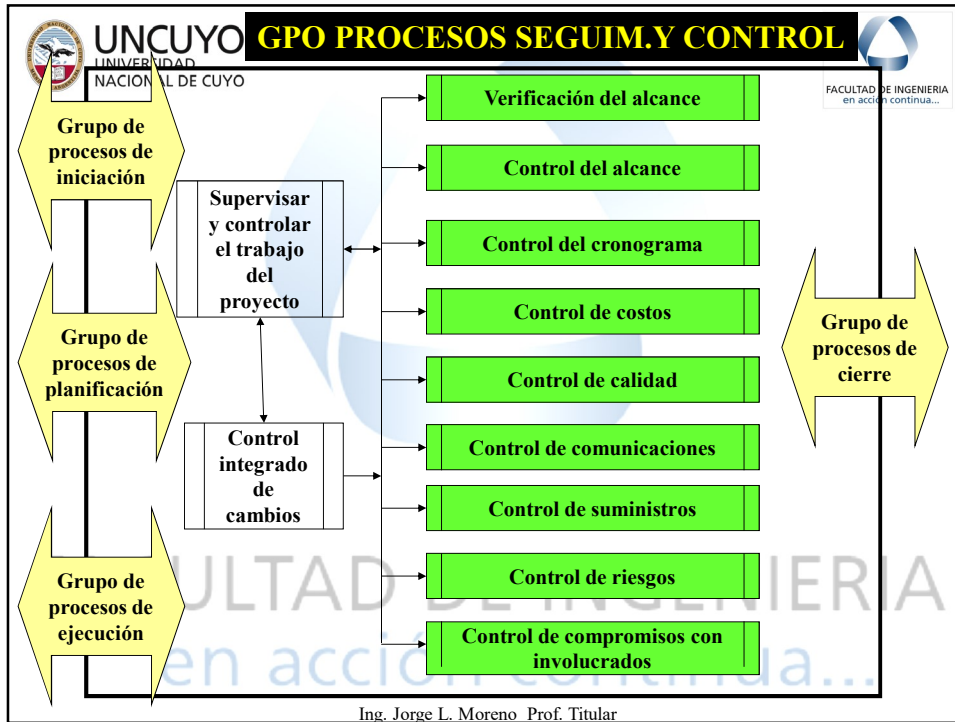 UNCUYO
UNIVERSIDAD
NACIONAL DE CUYO
GPO PROCESOS SEGUIM.Y CONTROL
FACULTAD DE INGENIERIA
en acción continua...
Grupo de
procesos de
iniciación
Supervisar
y controlar
el trabajo
del
proyecto
Grupo de
procesos de
planificación
Control
integrado
de
cambios
Grupo de
procesos de
ejecución
Verificación del alcance
Control del alcance
Control del cronograma
Control de costos
Control de calidad
Control de comunicaciones
Control de suministros
Control de riesgos
Control de compromisos con
involucrados
Grupo de
procesos de
cierre
FACULTAD DE INGENIERIA
en acción continua...
Ing. Jorge L. Moreno Prof. Titular